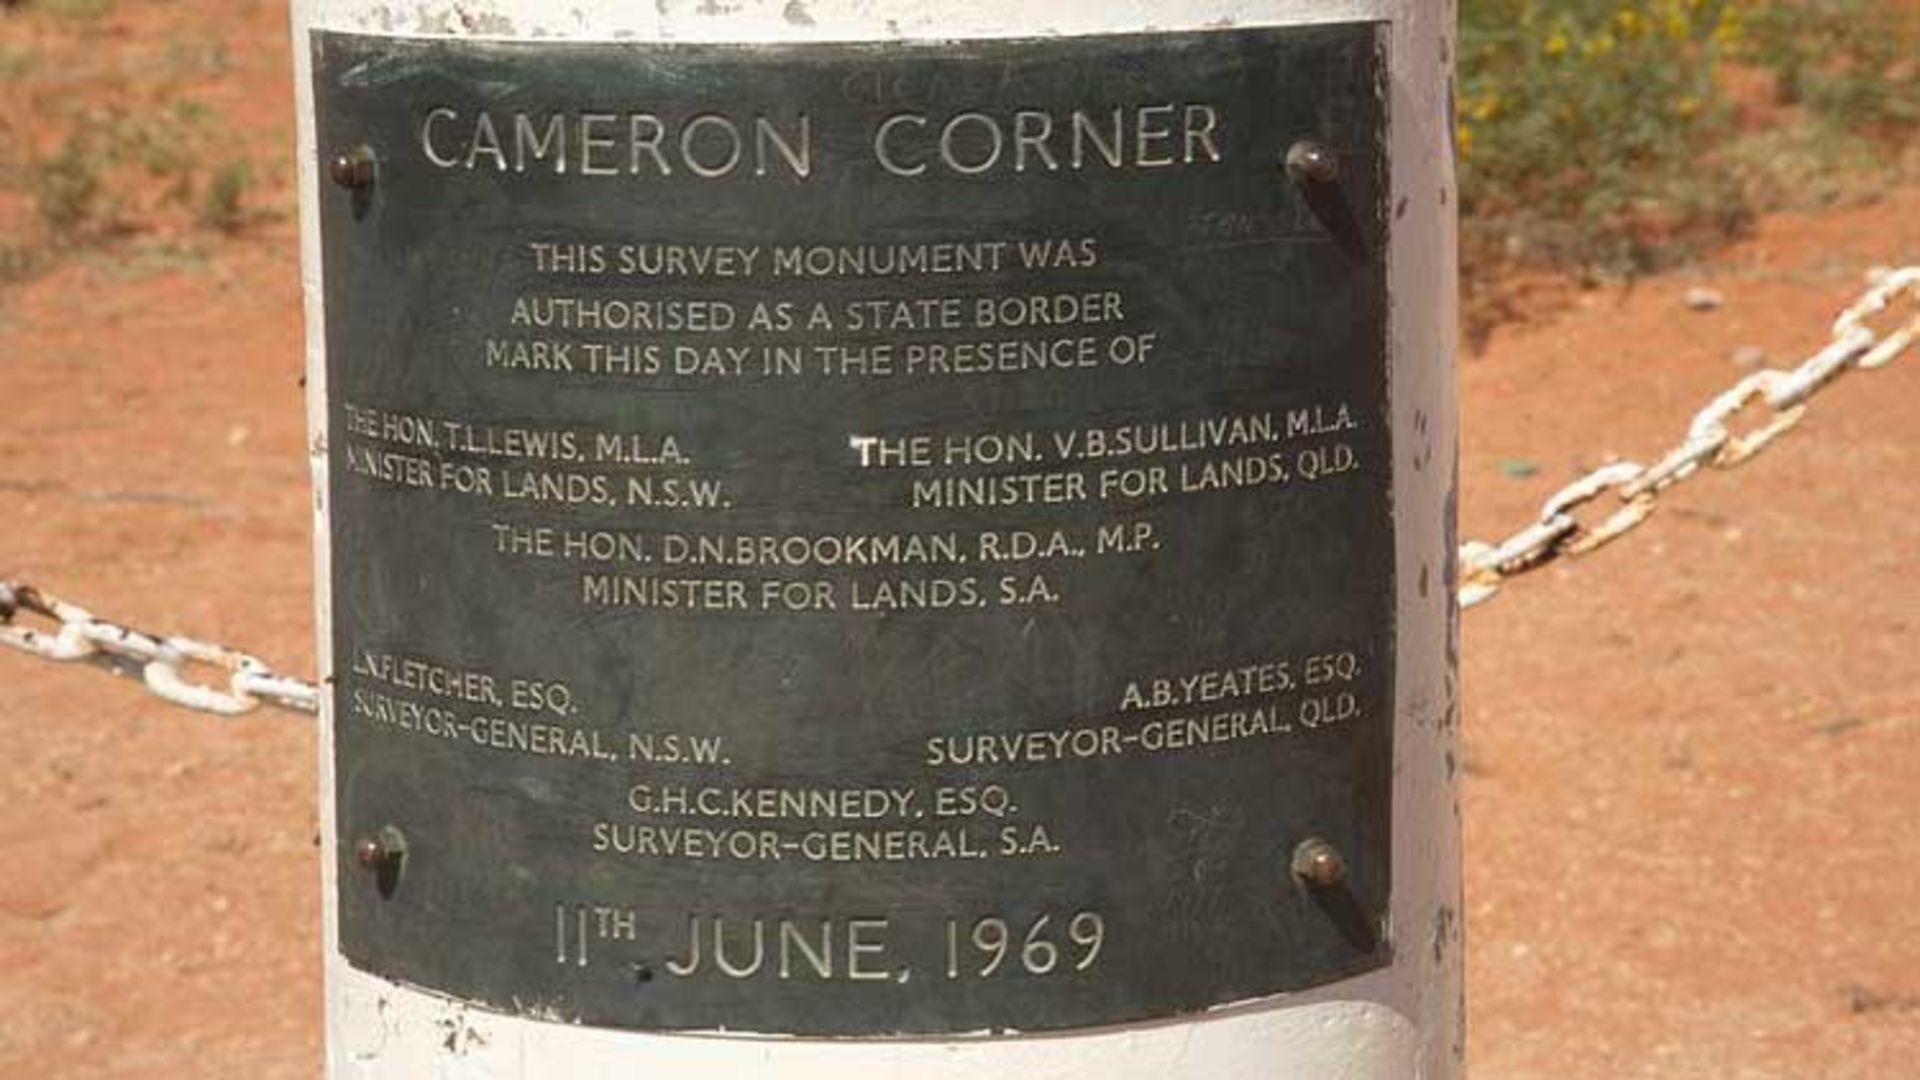 CAMERON CORNER
THIS SURVEY MONUMENT WAS
AUTHORISED AS A STATE BORDER
MARK THIS DAY IN THE PRESENCE OF
THE HON. T.L.LEWIS, M.L.A.
MINISTER FOR LANDS, N.S.W.
THE HON. V.B.SULLIVAN, M.L.A.
MINISTER FOR LANDS, QLD.
THE HON. D.N.BROOKMAN, R.D.A., M.P.
MINISTER FOR LANDS, S.A.
FLETCHER, ESQ.
SURVEYOR-GENERAL, N.S.W.
A.B.YEATES, ESQ.
SURVEYOR-GENERAL, QLD.
G.H.C.KENNEDY, ESQ.
SURVEYOR-GENERAL, S.A.
11TH JUNE, 1969